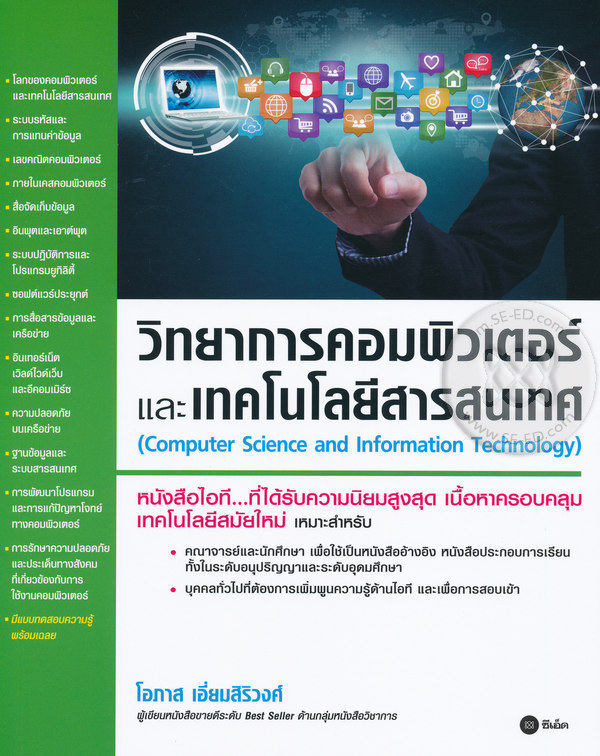 โลกของคอมพิวเตอร์
และเทคโนโลยีสารสนเทศ
ระบบรหัสและ
การแทนค่าข้อมูล
เลขคณิตคอมพิวเตอร์
ภายในเคสคอมพิวเตอร์
สื่อจัดเก็บข้อมูล
อินพุตและเอาต์พุต
ระบบปฏิบัติการและ
โปรแกรมยูทิลิตี้
ซอฟต์แวร์ประยุกต์
การสื่อสารข้อมูลและ
เครือข่าย
อินเทอร์เน็ต
เวิลด์ไวด์เว็บ
และอีคอมเมิร์ซ
ความปลอดภัย
บนเครือข่าย
ฐานข้อมูลและ
ระบบสารสนเทศ
การพัฒนาโปรแกรม
และการแก้ปัญหาโจทย์
ทางคอมพิวเตอร์
การรักษาความปลอดภัย
และประเด็นทางสังคม
ที่เกี่ยวข้องกับการ
ใช้งานคอมพิวเตอร์
มีแบบทดสอบความรู้
พร้อมเฉลย
วิทยาการคอมพิวเตอร์
และเทคโนโลยีสารสนเทศ
(Computer Science and Information Technology)
หนังสือไอที...ที่ได้รับความนิยมสูงสุด เนื้อหาครอบคลุม
เทคโนโลยีสมัยใหม่ เหมาะสำหรับ
คณาจารย์และนักศึกษา เพื่อใช้เป็นหนังสืออ้างอิง หนังสือประกอบการเรียน
ทั้งในระดับอนุปริญญาและระดับอุดมศึกษา
บุคคลทั่วไปที่ต้องการเพิ่มพูนความรู้ด้านไอที และเพื่อการสอบเข้า
โอภาส เอี่ยมสิริวงศ์
ผู้เขียนหนังสือขายดีระดับ Best Seller ด้านกลุ่มหนังสือวิชาการ
ซีเอ็ด
www.SE-ED.com
www.SE-ED.com